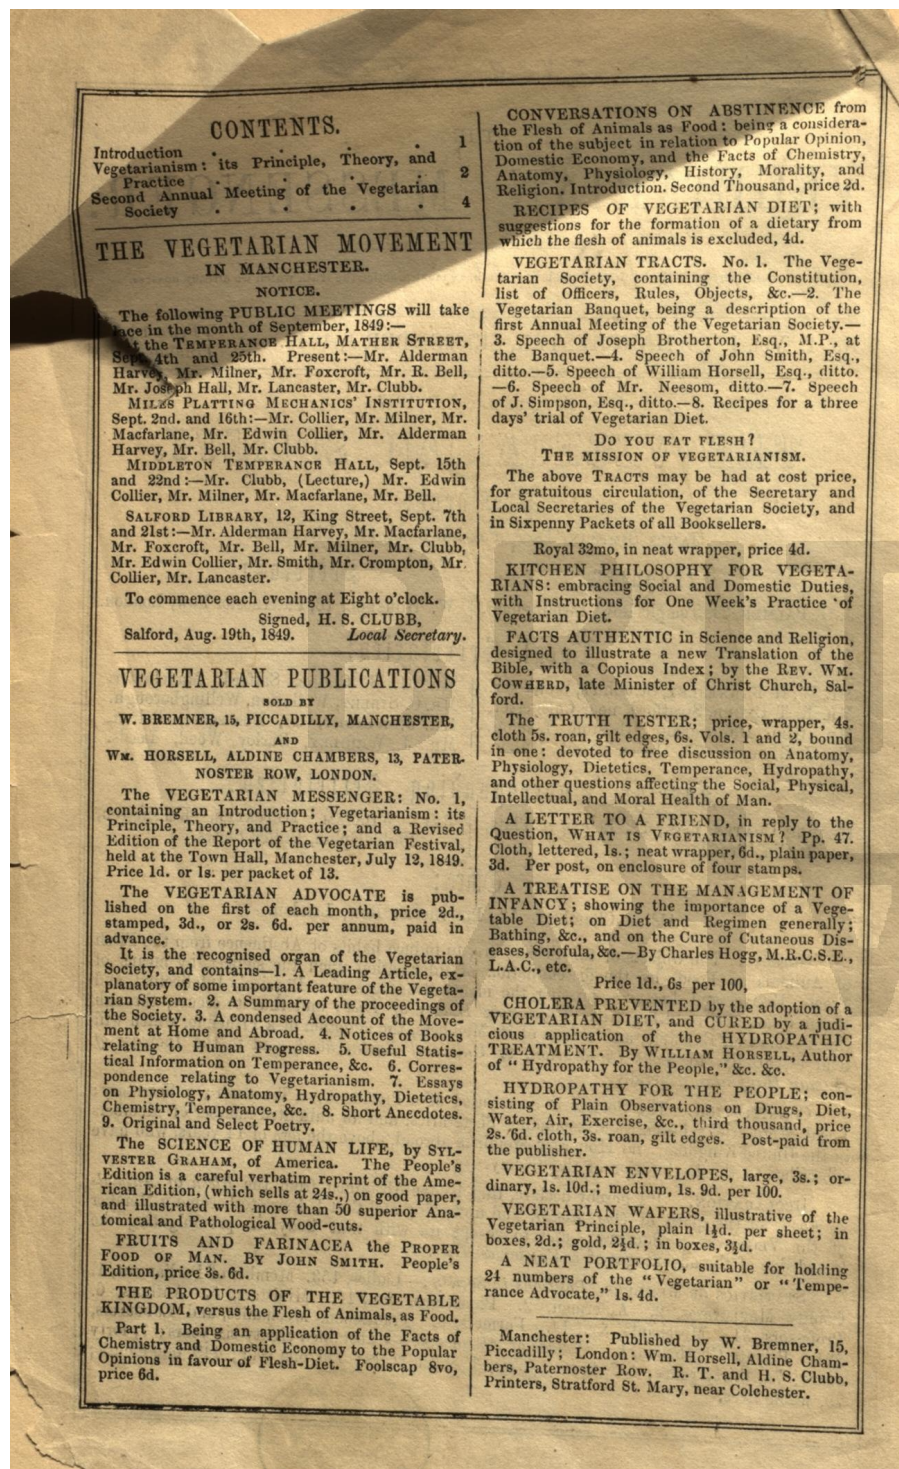 CONTENTS.
Introduction . . . . 1
Vegetarianism: its Principle, Theory, and
Practice . . . . 2
Second Annual Meeting of the Vegetarian
Society . . . . 4
THE VEGETARIAN MOVEMENT
IN MANCHESTER.
NOTICE.
The following PUBLIC MEETINGS will take
in the month of September, 1849:—
the TEMPERANCE HALL, MATHER STREET,
Sept. 4th and 25th. Present:—Mr. Alderman
Harvey, Mr. Milner, Mr. Foxcroft, Mr. R. Bell,
Mr. Joseph Hall, Mr. Lancaster, Mr. Clubb.
MILES PLATTING MECHANICS' INSTITUTION,
Sept. 2nd. and 16th:—Mr. Collier, Mr. Milner, Mr.
Macfarlane, Mr. Edwin Collier, Mr. Alderman
Harvey, Mr. Bell, Mr. Clubb.
MIDDLETON TEMPERANCE HALL, Sept. 15th
and 22nd:—Mr. Clubb, (Lecture,) Mr. Edwin
Collier, Mr. Milner, Mr. Macfarlane, Mr. Bell.
SALFORD LIBRARY, 12, King Street, Sept. 7th
and 21st:—Mr. Alderman Harvey, Mr. Macfarlane,
Mr. Foxcroft, Mr. Bell, Mr. Milner, Mr. Clubb,
Mr. Edwin Collier, Mr. Smith, Mr. Crompton, Mr.
Collier, Mr. Lancaster.
To commence each evening at Eight o'clock.
Signed, H. S. CLUBB,
Salford, Aug. 19th, 1849. Local Secretary.
VEGETARIAN PUBLICATIONS
SOLD BY
W. BREMNER, 15, PICCADILLY, MANCHESTER,
AND
WM. HORSELL, ALDINE CHAMBERS, 13, PATER-
NOSTER ROW, LONDON.
The VEGETARIAN MESSENGER: No. 1,
containing an Introduction; Vegetarianism: its
Principle, Theory, and Practice; and a Revised
Edition of the Report of the Vegetarian Festival,
held at the Town Hall, Manchester, July 12, 1849.
Price 1d. or 1s. per packet of 13.
The VEGETARIAN ADVOCATE is pub-
lished on the first of each month, price 2d.,
stamped, 3d., or 2s. 6d. per annum, paid in
advance.
It is the recognised organ of the Vegetarian
Society, and contains—1. A Leading Article, ex-
planatory of some important feature of the Vegeta-
rian System. 2. A Summary of the proceedings of
the Society. 3. A condensed Account of the Move-
ment at Home and Abroad. 4. Notices of Books
relating to Human Progress. 5. Useful Statis-
tical Information on Temperance, &c. 6. Corres-
pondence relating to Vegetarianism. 7. Essays
on Physiology, Anatomy, Hydropathy, Dietetics,
Chemistry, Temperance, &c. 8. Short Anecdotes.
9. Original and Select Poetry.
The SCIENCE OF HUMAN LIFE, by SYL-
VESTER GRAHAM, of America. The People's
Edition is a careful verbatim reprint of the Ame-
rican Edition, (which sells at 24s.,) on good paper,
and illustrated with more than 50 superior Ana-
tomical and Pathological Wood-cuts.
FRUITS AND FARINACEA the PROPER
FOOD OF MAN. By JOHN SMITH. People's
Edition, price 3s. 6d.
THE PRODUCTS OF THE VEGETABLE
KINGDOM, versus the Flesh of Animals, as Food.
Part 1. Being an application of the Facts of
Chemistry and Domestic Economy to the Popular
Opinions in favour of Flesh-Diet. Foolscap 8vo,
price 6d.
CONVERSATIONS ON ABSTINENCE from
the Flesh of Animals as Food: being a considera-
tion of the subject in relation to Popular Opinion,
Domestic Economy, and the Facts of Chemistry,
Anatomy, Physiology, History, Morality, and
Religion. Introduction. Second Thousand, price 2d.
RECIPES OF VEGETARIAN DIET; with
suggestions for the formation of a dietary from
which the flesh of animals is excluded, 4d.
VEGETARIAN TRACTS. No. 1. The Vege-
tarian Society, containing the Constitution,
list of Officers, Rules, Objects, &c.—2. The
Vegetarian Banquet, being a description of the
first Annual Meeting of the Vegetarian Society.—
3. Speech of Joseph Brotherton, Esq., M.P., at
the Banquet.—4. Speech of John Smith, Esq.,
ditto.—5. Speech of William Horsell, Esq., ditto.
—6. Speech of Mr. Neesom, ditto.—7. Speech
of J. Simpson, Esq., ditto.—8. Recipes for a three
days' trial of Vegetarian Diet.
DO YOU EAT FLESH?
THE MISSION OF VEGETARIANISM.
The above TRACTS may be had at cost price,
for gratuitous circulation, of the Secretary and
Local Secretaries of the Vegetarian Society, and
in Sixpenny Packets of all Booksellers.
Royal 32mo, in neat wrapper, price 4d.
KITCHEN PHILOSOPHY FOR VEGETA-
RIANS: embracing Social and Domestic Duties,
with Instructions for One Week's Practice of
Vegetarian Diet.
FACTS AUTHENTIC in Science and Religion,
designed to illustrate a new Translation of the
Bible, with a Copious Index; by the REV. WM.
COWHERD, late Minister of Christ Church, Sal-
ford.
The TRUTH TESTER; price, wrapper, 4s.
cloth 5s. roan, gilt edges, 6s. Vols. 1 and 2, bound
in one: devoted to free discussion on Anatomy,
Physiology, Dietetics, Temperance, Hydropathy,
and other questions affecting the Social, Physical,
Intellectual, and Moral Health of Man.
A LETTER TO A FRIEND, in reply to the
Question, WHAT IS VEGETARIANISM? Pp. 47.
Cloth, lettered, 1s.; neat wrapper, 6d., plain paper,
3d. Per post, on enclosure of four stamps.
A TREATISE ON THE MANAGEMENT OF
INFANCY; showing the importance of a Vege-
table Diet; on Diet and Regimen generally;
Bathing, &c., and on the Cure of Cutaneous Dis-
eases, Scrofula, &c.—By Charles Hogg, M.R.C.S.E.,
L.A.C., etc.
Price 1d., 6s per 100,
CHOLERA PREVENTED by the adoption of a
VEGETARIAN DIET, and CURED by a judi-
cious application of the HYDROPATHIC
TREATMENT. By WILLIAM HORSELL, Author
of "Hydropathy for the People," &c. &c.
HYDROPATHY FOR THE PEOPLE; con-
sisting of Plain Observations on Drugs, Diet,
Water, Air, Exercise, &c., third thousand, price
2s. 6d. cloth, 3s. roan, gilt edges. Post-paid from
the publisher.
VEGETARIAN ENVELOPES, large, 3s.; or-
dinary, 1s. 10d.; medium, 1s. 9d. per 100.
VEGETARIAN WAFERS, illustrative of the
Vegetarian Principle, plain 1½d. per sheet; in
boxes, 2d.; gold, 2½d.; in boxes, 3½d.
A NEAT PORTFOLIO, suitable for holding
24 numbers of the "Vegetarian" or "Tempe-
rance Advocate," 1s. 4d.
Manchester: Published by W. Bremner, 15,
Piccadilly; London: Wm. Horsell, Aldine Cham-
bers, Paternoster Row. R. T. and H. S. Clubb,
Printers, Stratford St. Mary, near Colchester.